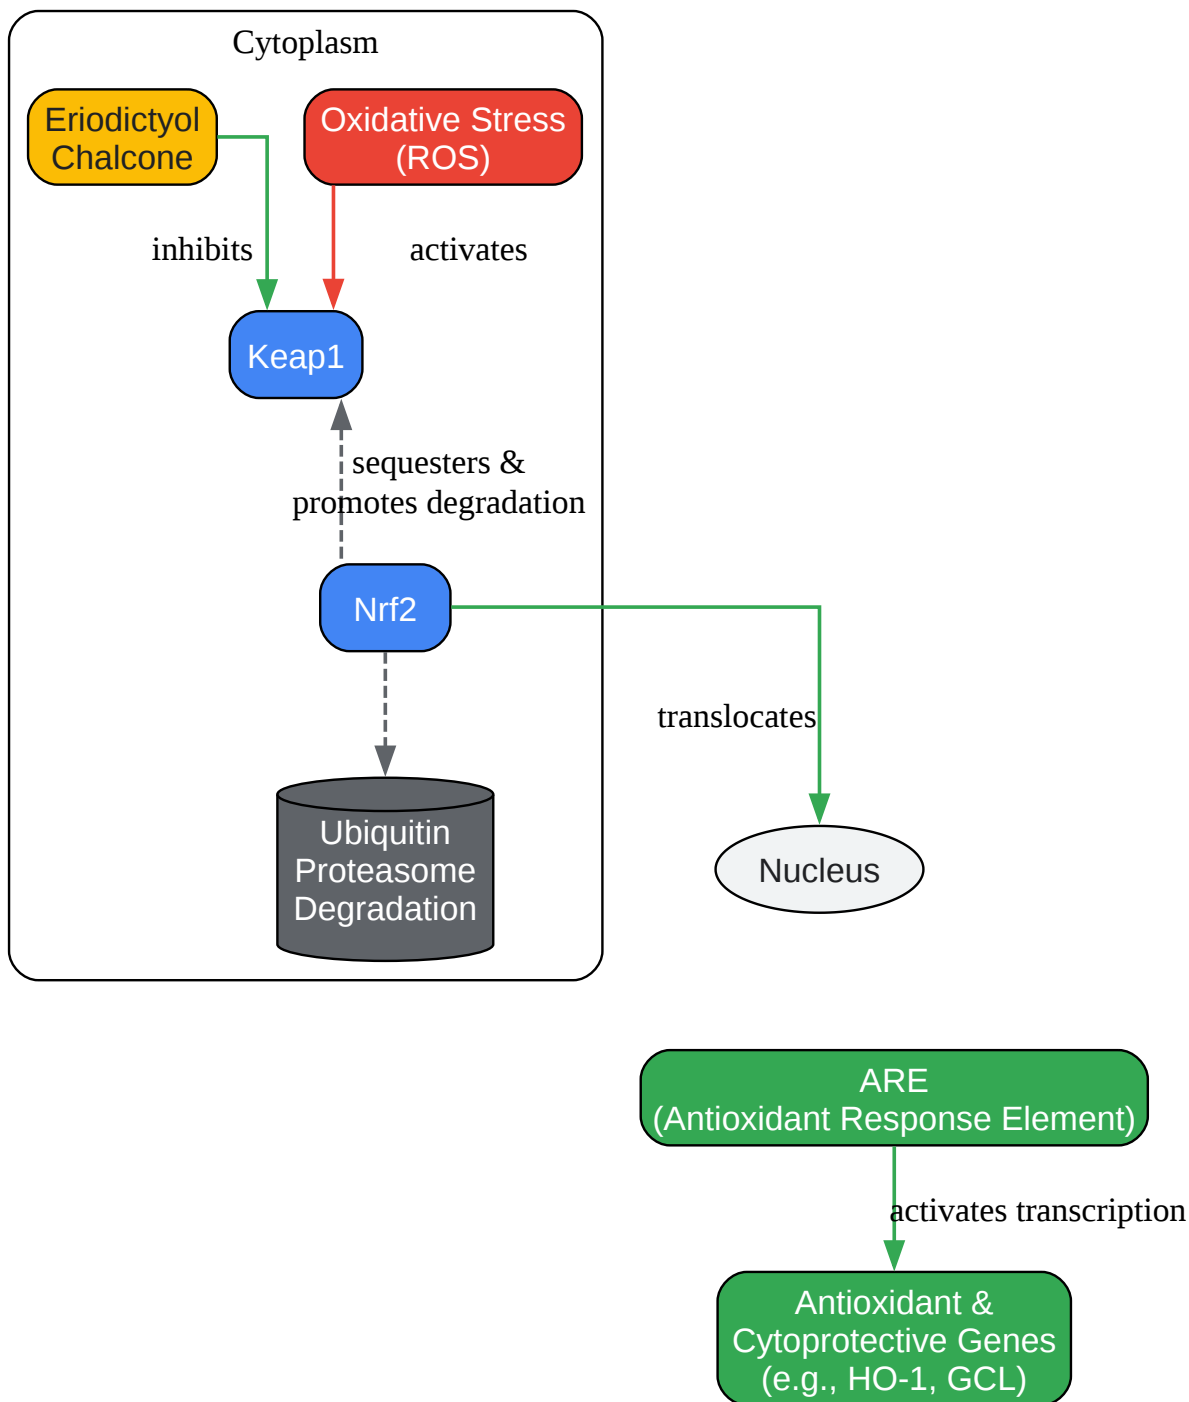 Cytoplasm
Eriodictyol
Chalcone
Oxidative Stress
(ROS)
inhibits
activates
Keap1
sequesters &
promotes degradation
Nrf2
translocates
Ubiquitin
Proteasome
Degradation
Nucleus
ARE
(Antioxidant Response Element)
activates transcription
Antioxidant &
Cytoprotective Genes
(e.g., HO-1, GCL)